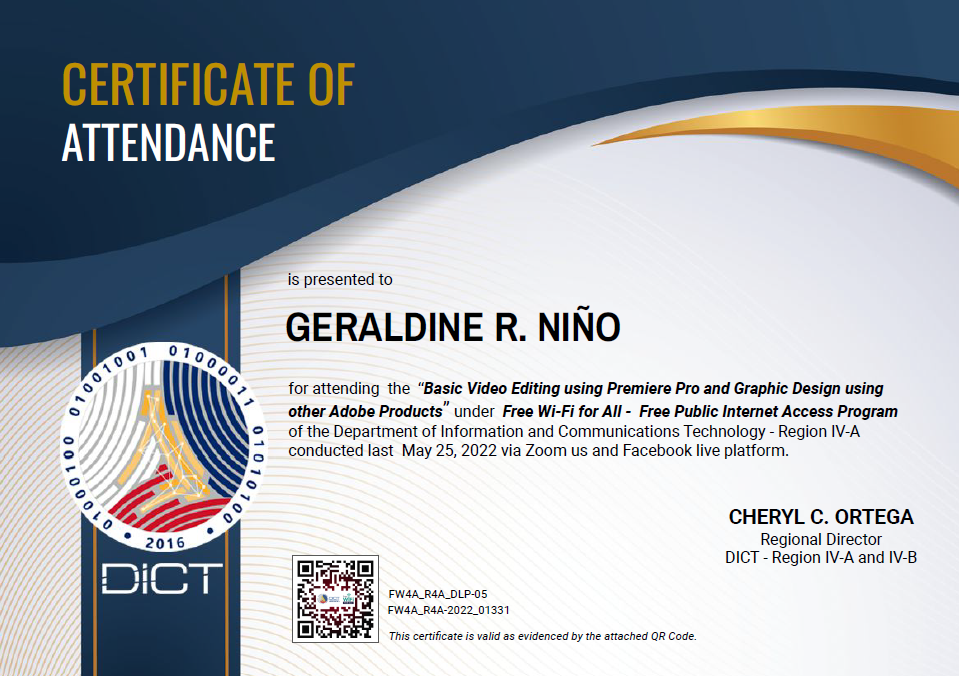 CERTIFICATE OF
ATTENDANCE
is presented to
GERALDINE R. NIÑO
for attending the “Basic Video Editing using Premiere Pro and Graphic Design using
other Adobe Products” under Free Wi-Fi for All - Free Public Internet Access Program
of the Department of Information and Communications Technology - Region IV-A
conducted last May 25, 2022 via Zoom us and Facebook live platform.
01000100 01001001 01000011 01010100
• 2016 •
DICT
CHERYL C. ORTEGA
Regional Director
DICT - Region IV-A and IV-B
FW4A_R4A_DLP-05
FW4A_R4A-2022_01331
This certificate is valid as evidenced by the attached QR Code.